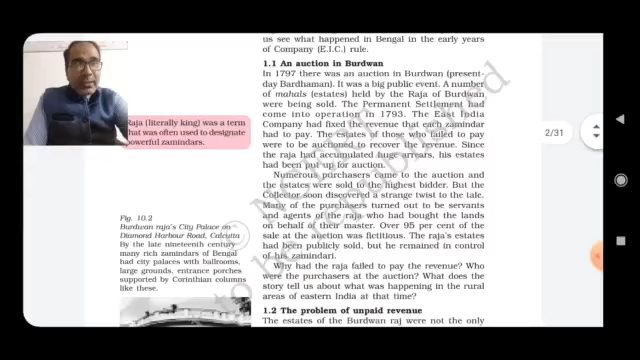 us see what happened in Bengal in the early years
of Company (E.I.C.) rule.
1.1 An auction in Burdwan
In 1797 there was an auction in Burdwan (present-
day Bardhaman). It was a big public event. A number
of mahals (estates) held by the Raja of Burdwan
were being sold. The Permanent Settlement had
come into operation in 1793. The East India
Company had fixed the revenue that each zamindar
had to pay. The estates of those who failed to pay
were to be auctioned to recover the revenue. Since
the raja had accumulated huge arrears, his estates
had been put up for auction.
Numerous purchasers came to the auction and
the estates were sold to the highest bidder. But the
Collector soon discovered a strange twist to the tale.
Many of the purchasers turned out to be servants
and agents of the raja who had bought the lands
on behalf of their master. Over 95 per cent of the
sale at the auction was fictitious. The raja's estates
had been publicly sold, but he remained in control
of his zamindari.
Why had the raja failed to pay the revenue? Who
were the purchasers at the auction? What does the
story tell us about what was happening in the rural
areas of eastern India at that time?
1.2 The problem of unpaid revenue
The estates of the Burdwan raj were not the only
Raja (literally king) was a term
that was often used to designate
powerful zamindars.
Fig. 10.2
Burdwan raja's City Palace on
Diamond Harbour Road, Calcutta
By the late nineteenth century
many rich zamindars of Bengal
had city palaces with ballrooms,
large grounds, entrance porches
supported by Corinthian columns
like these.
2/31
© NCERT
to be republished